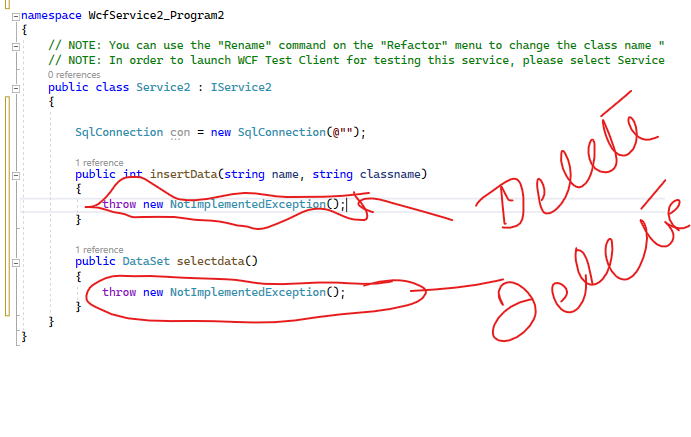 namespace WcfService2_Program2
{
// NOTE: You can use the "Rename" command on the "Refactor" menu to change the class name "
// NOTE: In order to launch WCF Test Client for testing this service, please select Service
0 references
public class Service2 : IService2
{
SqlConnection con = new SqlConnection(@"");
1 reference
public int insertData(string name, string classname)
{
throw new NotImplementedException();
}
Delete
1 reference
public DataSet selectdata()
{
throw new NotImplementedException();
}
Delete
}
}